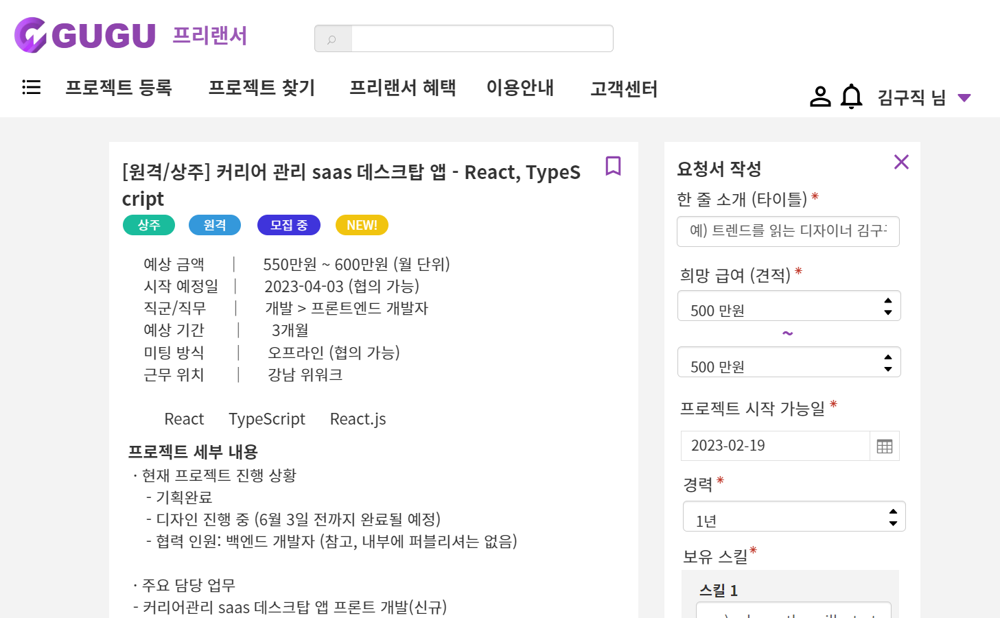 GUGU 프리랜서
프로젝트 등록 프로젝트 찾기 프리랜서 혜택 이용안내 고객센터 김구직 님
[원격/상주] 커리어 관리 saas 데스크탑 앱 - React, TypeS
cript
상주 원격 모집 중 NEW!
예상 금액 | 550만원 ~ 600만원 (월 단위)
시작 예정일 | 2023-04-03 (협의 가능)
직군/직무 | 개발 > 프론트엔드 개발자
예상 기간 | 3개월
미팅 방식 | 오프라인 (협의 가능)
근무 위치 | 강남 위워크
React TypeScript React.js
프로젝트 세부 내용
· 현재 프로젝트 진행 상황
- 기획완료
- 디자인 진행 중 (6월 3일 전까지 완료될 예정)
- 협력 인원: 백엔드 개발자 (참고, 내부에 퍼블리셔는 없음)
· 주요 담당 업무
- 커리어관리 saas 데스크탑 앱 프론트 개발(신규)
요청서 작성
한 줄 소개 (타이틀) *
예) 트렌드를 읽는 디자이너 김구
희망 급여 (견적) *
500 만원
~
500 만원
프로젝트 시작 가능일 *
2023-02-19
경력 *
1년
보유 스킬 *
스킬 1